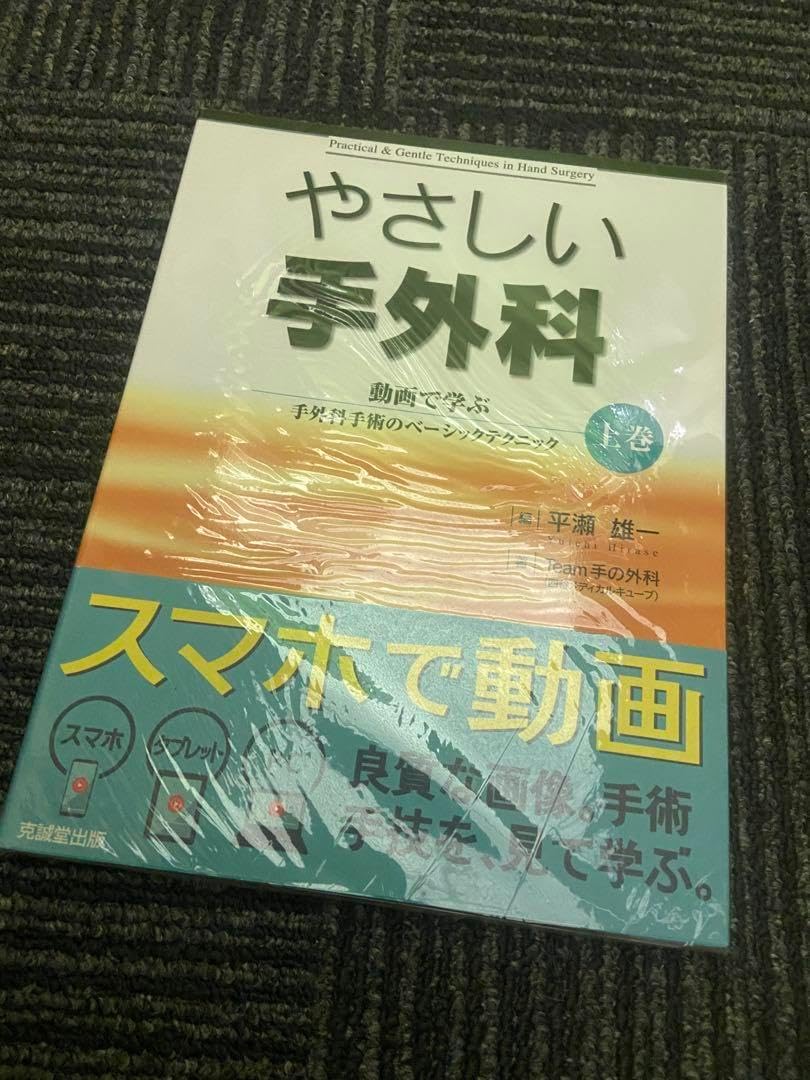 Practical & Gentle Techniques in Hand Surgery
やさしい
手外科
動画で学ぶ
手外科手術のベーシックテクニック
上巻
編 平瀬 雄一
Yuichi Hirase
Team 手の外科
スマホで動画
スマホ
タブレット
良質な画像。手術
手技を、見て学ぶ。
克誠堂出版